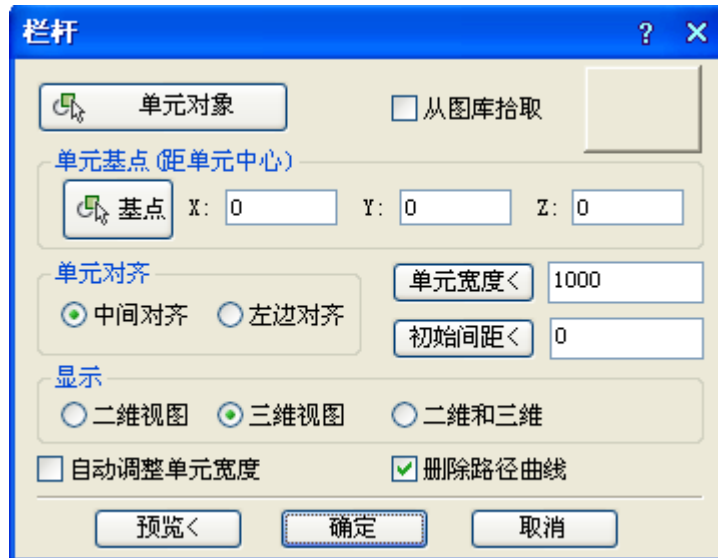 栏杆 ?
单元对象 从图库拾取
单元基点(距单元中心)
基点 X: 0 Y: 0 Z: 0
单元对齐
单元宽度< 1000
中间对齐 左边对齐
初始间距< 0
显示
二维视图 三维视图 二维和三维
自动调整单元宽度 删除路径曲线
预览< 确定 取消